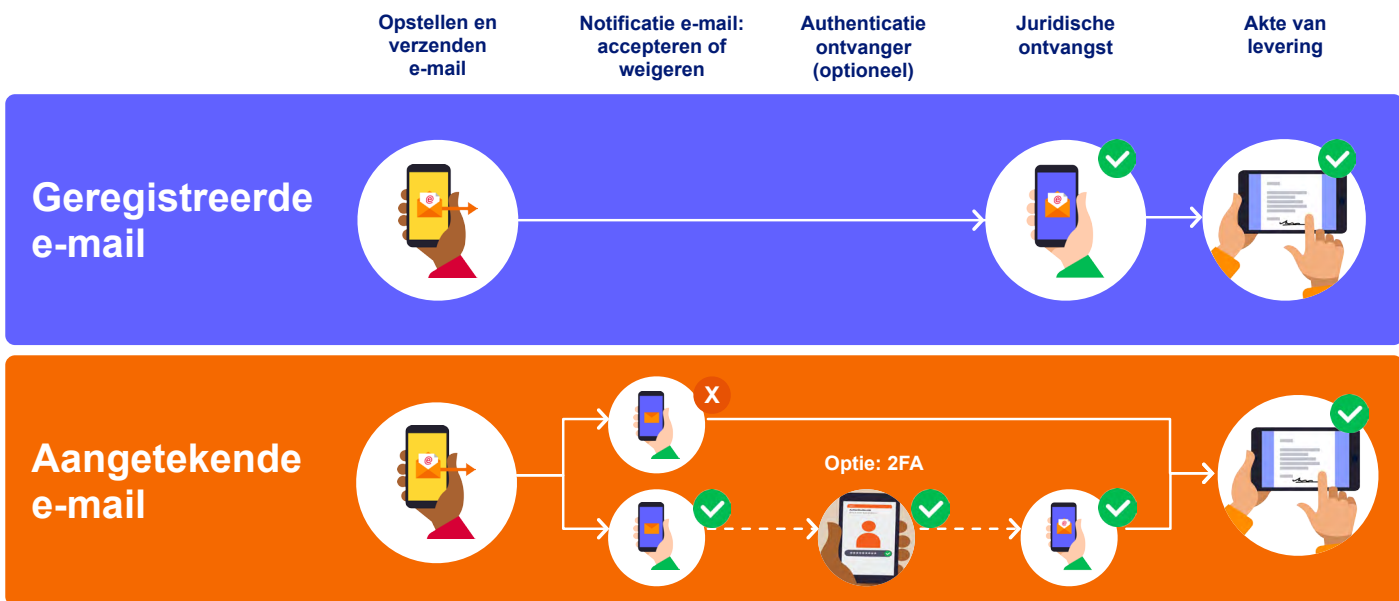 Opstellen en
verzenden
e-mail
Notificatie e-mail:
accepteren of
weigeren
Authenticatie
ontvanger
(optioneel)
Juridische
ontvangst
Akte van
levering
Geregistreerde
e-mail
Aangetekende
e-mail
X
Optie: 2FA